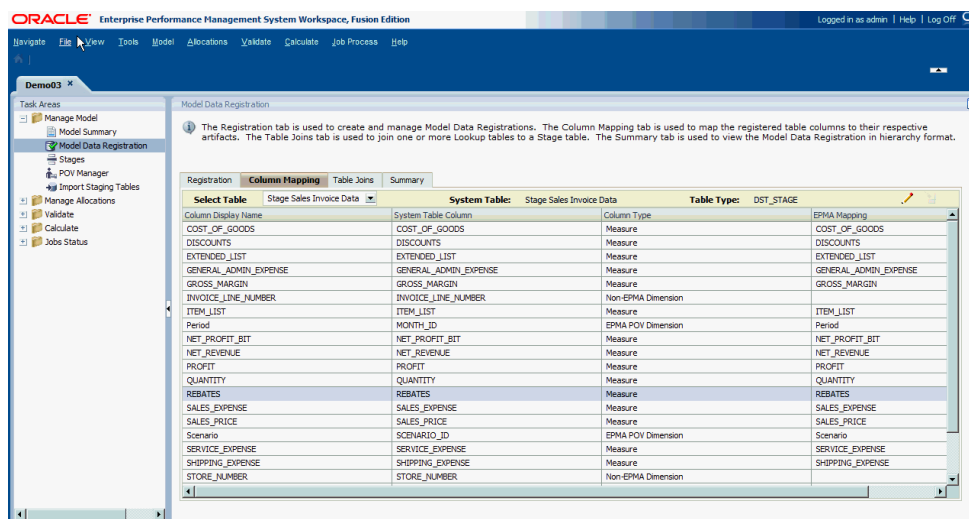 ORACLE® Enterprise Performance Management System Workspace, Fusion Edition
Logged in as admin | Help | Log Off
Navigate File View Tools Model Allocations Validate Calculate Job Process Help
Demo03 ×
Task Areas
Manage Model
Model Summary
Model Data Registration
Stages
POV Manager
Import Staging Tables
Manage Allocations
Validate
Calculate
Jobs Status
Model Data Registration
The Registration tab is used to create and manage Model Data Registrations. The Column Mapping tab is used to map the registered table columns to their respective
artifacts. The Table Joins tab is used to join one or more Lookup tables to a Stage table. The Summary tab is used to view the Model Data Registration in hierarchy format.
Registration Column Mapping Table Joins Summary
Select Table Stage Sales Invoice Data System Table: Stage Sales Invoice Data Table Type: DST_STAGE
Column Display Name System Table Column Column Type EPMA Mapping
COST_OF_GOODS COST_OF_GOODS Measure COST_OF_GOODS
DISCOUNTS DISCOUNTS Measure DISCOUNTS
EXTENDED_LIST EXTENDED_LIST Measure EXTENDED_LIST
GENERAL_ADMIN_EXPENSE GENERAL_ADMIN_EXPENSE Measure GENERAL_ADMIN_EXPENSE
GROSS_MARGIN GROSS_MARGIN Measure GROSS_MARGIN
INVOICE_LINE_NUMBER INVOICE_LINE_NUMBER Non-EPMA Dimension
ITEM_LIST ITEM_LIST Measure ITEM_LIST
Period MONTH_ID EPMA POV Dimension Period
NET_PROFIT_BIT NET_PROFIT_BIT Measure NET_PROFIT_BIT
NET_REVENUE NET_REVENUE Measure NET_REVENUE
PROFIT PROFIT Measure PROFIT
QUANTITY QUANTITY Measure QUANTITY
REBATES REBATES Measure REBATES
SALES_EXPENSE SALES_EXPENSE Measure SALES_EXPENSE
SALES_PRICE SALES_PRICE Measure SALES_PRICE
Scenario SCENARIO_ID EPMA POV Dimension Scenario
SERVICE_EXPENSE SERVICE_EXPENSE Measure SERVICE_EXPENSE
SHIPPING_EXPENSE SHIPPING_EXPENSE Measure SHIPPING_EXPENSE
STORE_NUMBER STORE_NUMBER Non-EPMA Dimension